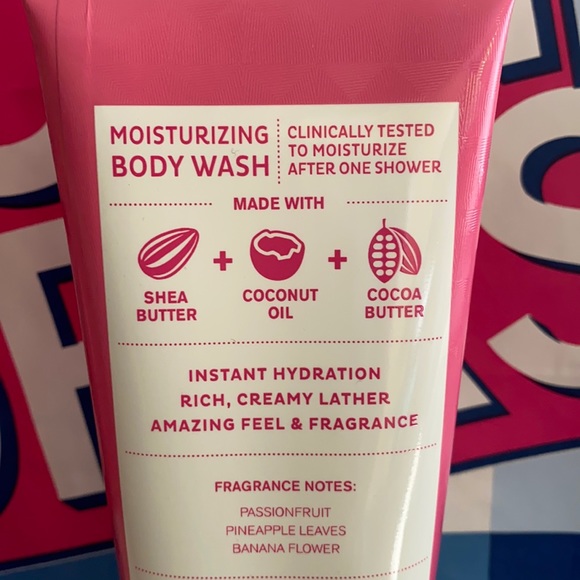 MOISTURIZING
BODY WASH
CLINICALLY TESTED
TO MOISTURIZE
AFTER ONE SHOWER
MADE WITH
SHEA
BUTTER
+
COCONUT
OIL
+
COCOA
BUTTER
INSTANT HYDRATION
RICH, CREAMY LATHER
AMAZING FEEL & FRAGRANCE
FRAGRANCE NOTES:
PASSIONFRUIT
PINEAPPLE LEAVES
BANANA FLOWER